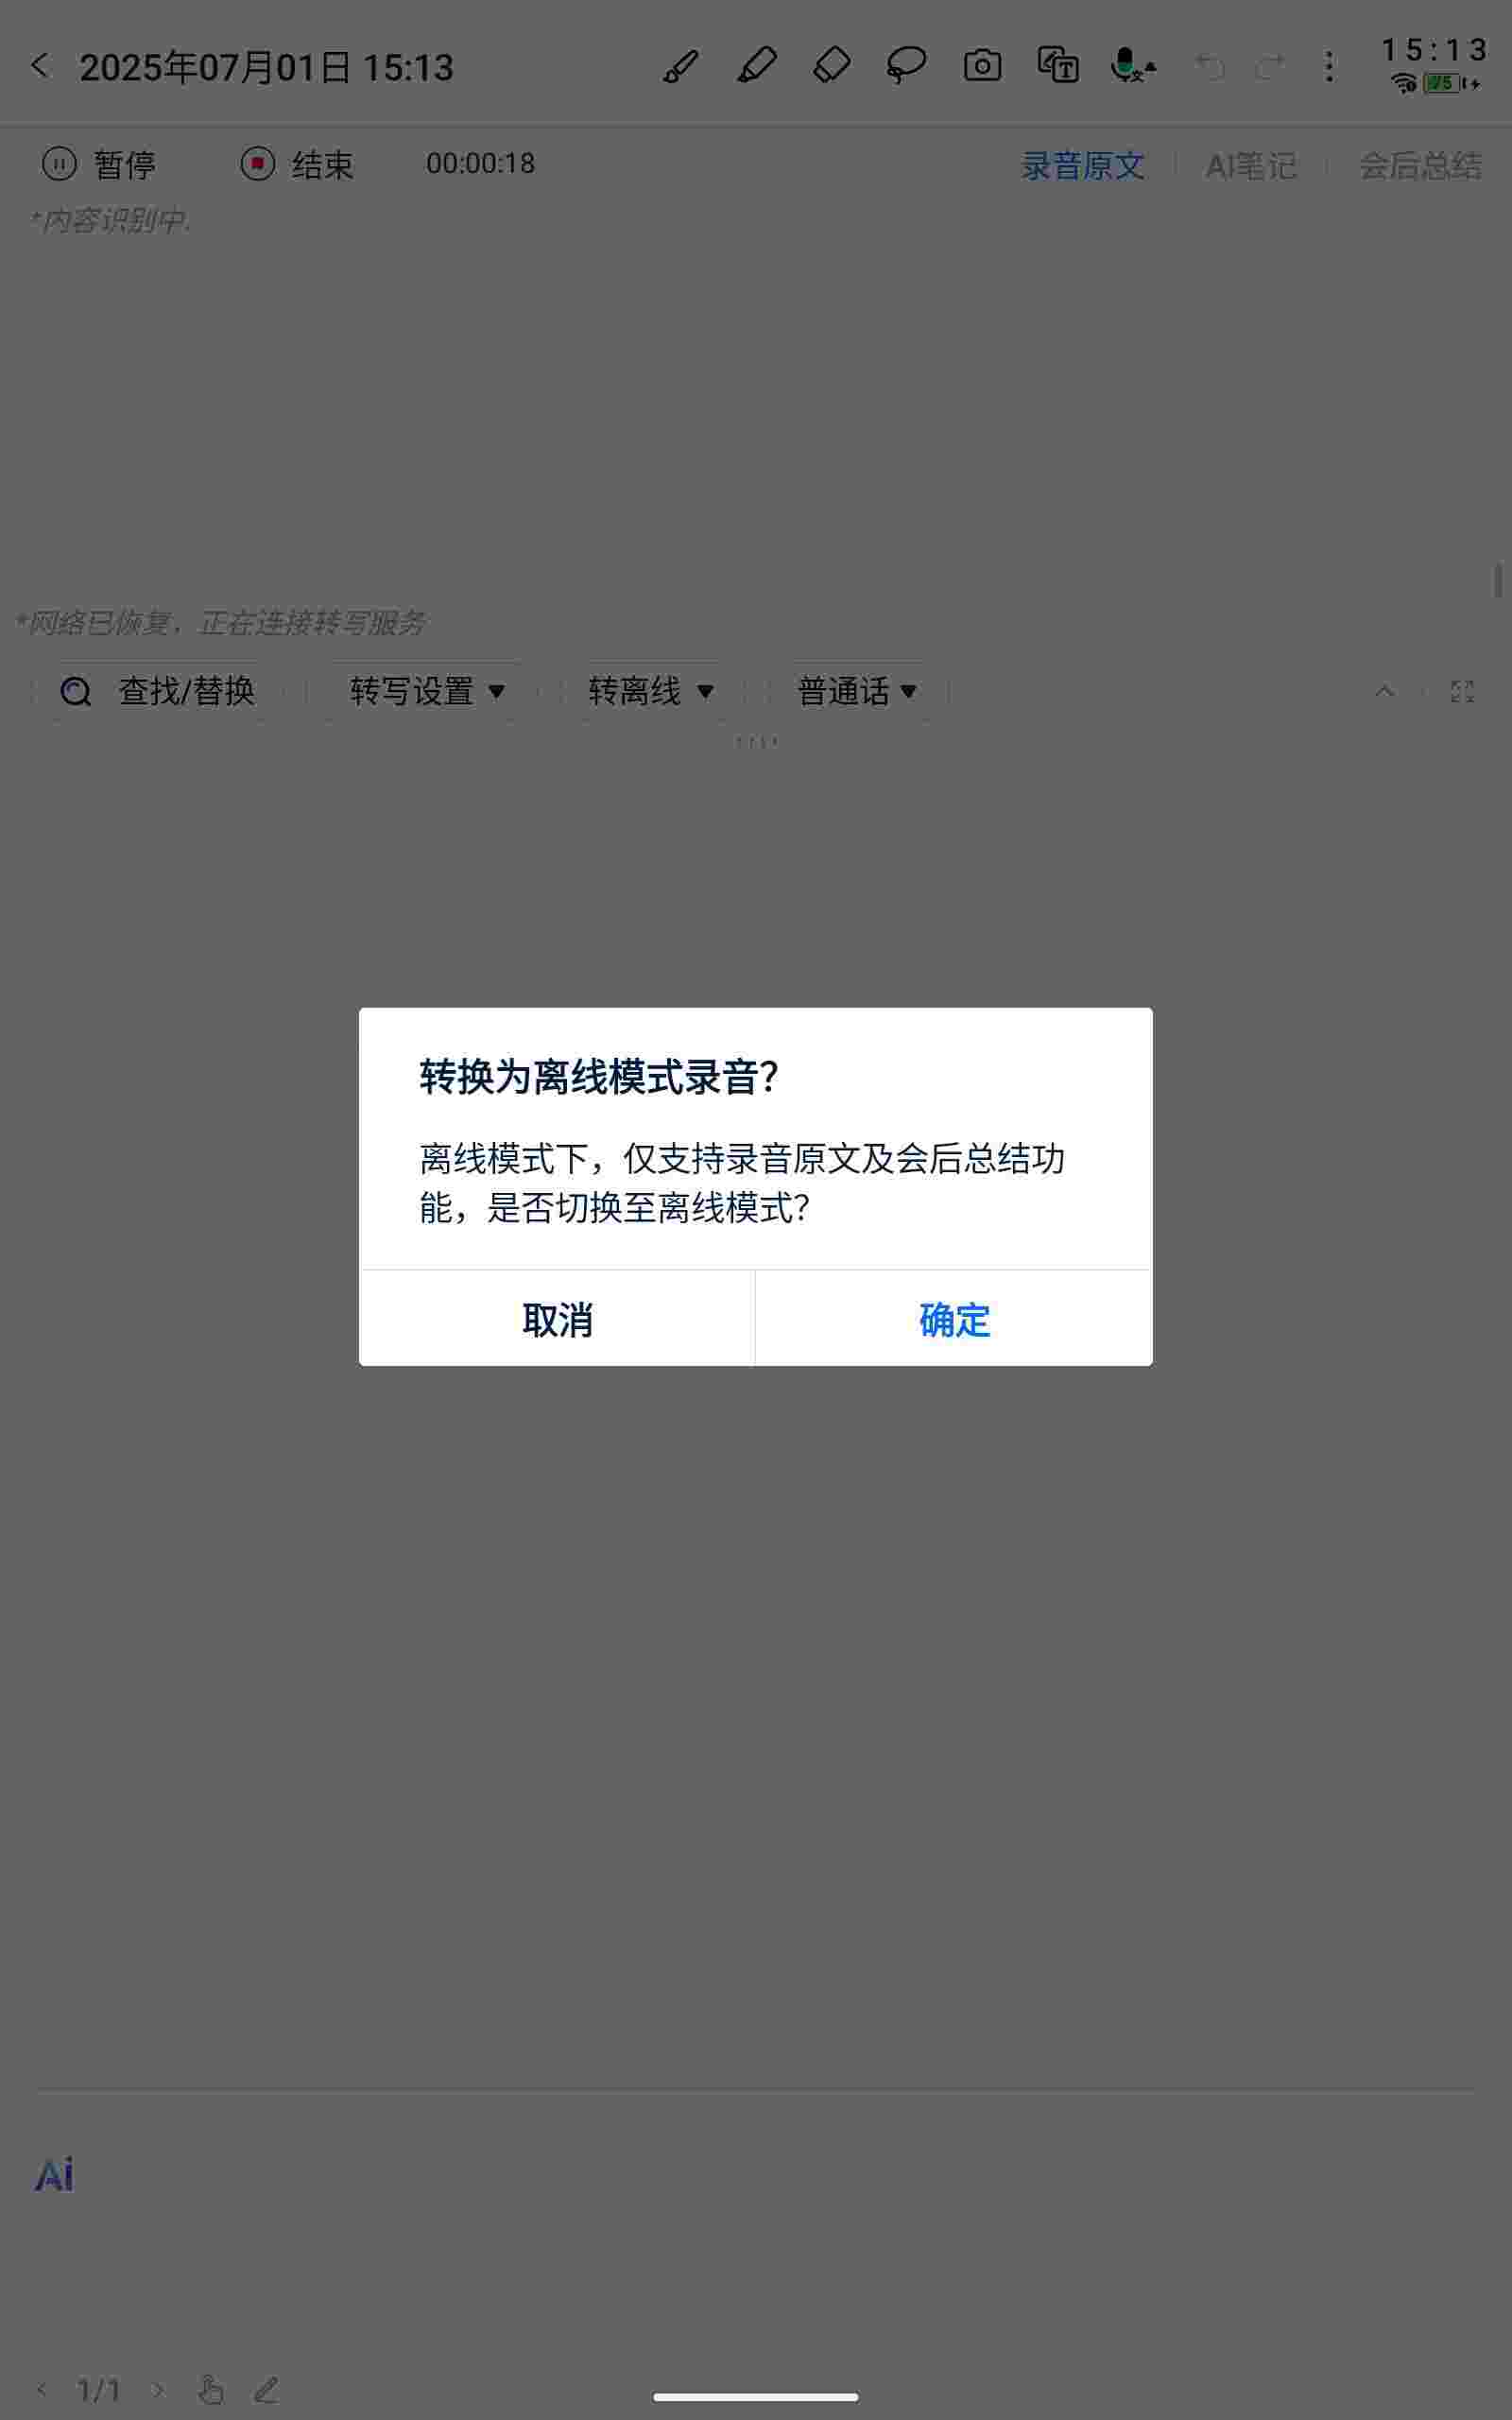 2025年07月01日 15:13
15:13
暂停
结束
00:00:18
录音原文
AI笔记
会后总结
*内容识别中.
*网络已恢复，正在连接转写服务
查找/替换
转写设置
转离线
普通话
转换为离线模式录音？
离线模式下，仅支持录音原文及会后总结功
能，是否切换至离线模式？
取消
确定
Ai
1/1